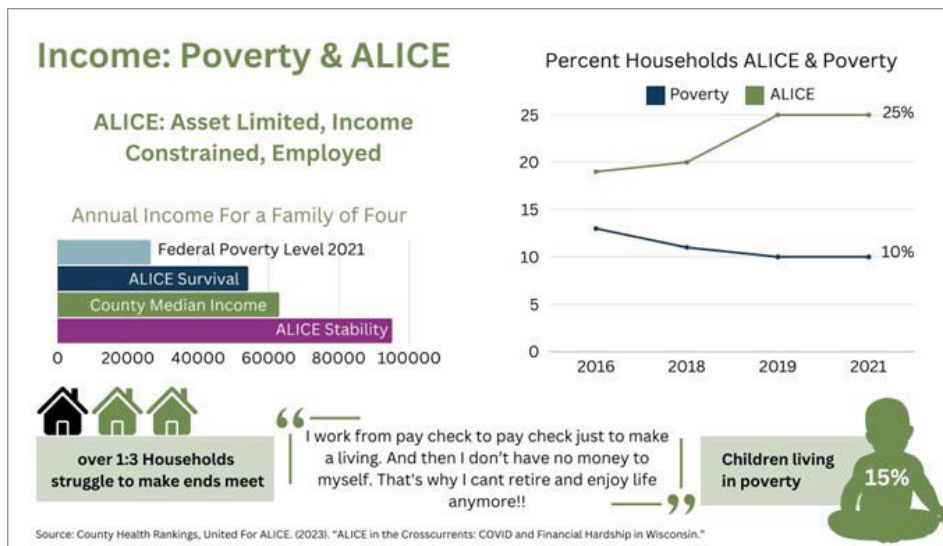 Income: Poverty & ALICE
ALICE: Asset Limited, Income
Constrained, Employed
Annual Income For a Family of Four
Federal Poverty Level 2021
ALICE Survival
County Median Income
ALICE Stability
0 20000 40000 60000 80000 100000
Percent Households ALICE & Poverty
Poverty ALICE
25
20
15
10
5
0
25%
10%
2016 2018 2019 2021
over 1:3 Households
struggle to make ends meet
“
I work from pay check to pay check just to make
a living. And then I don’t have no money to
myself. That's why I cant retire and enjoy life
anymore!!
”
Children living
in poverty
15%
Source: County Health Rankings, United For ALICE. (2023). “ALICE in the Crosscurrents: COVID and Financial Hardship in Wisconsin.”